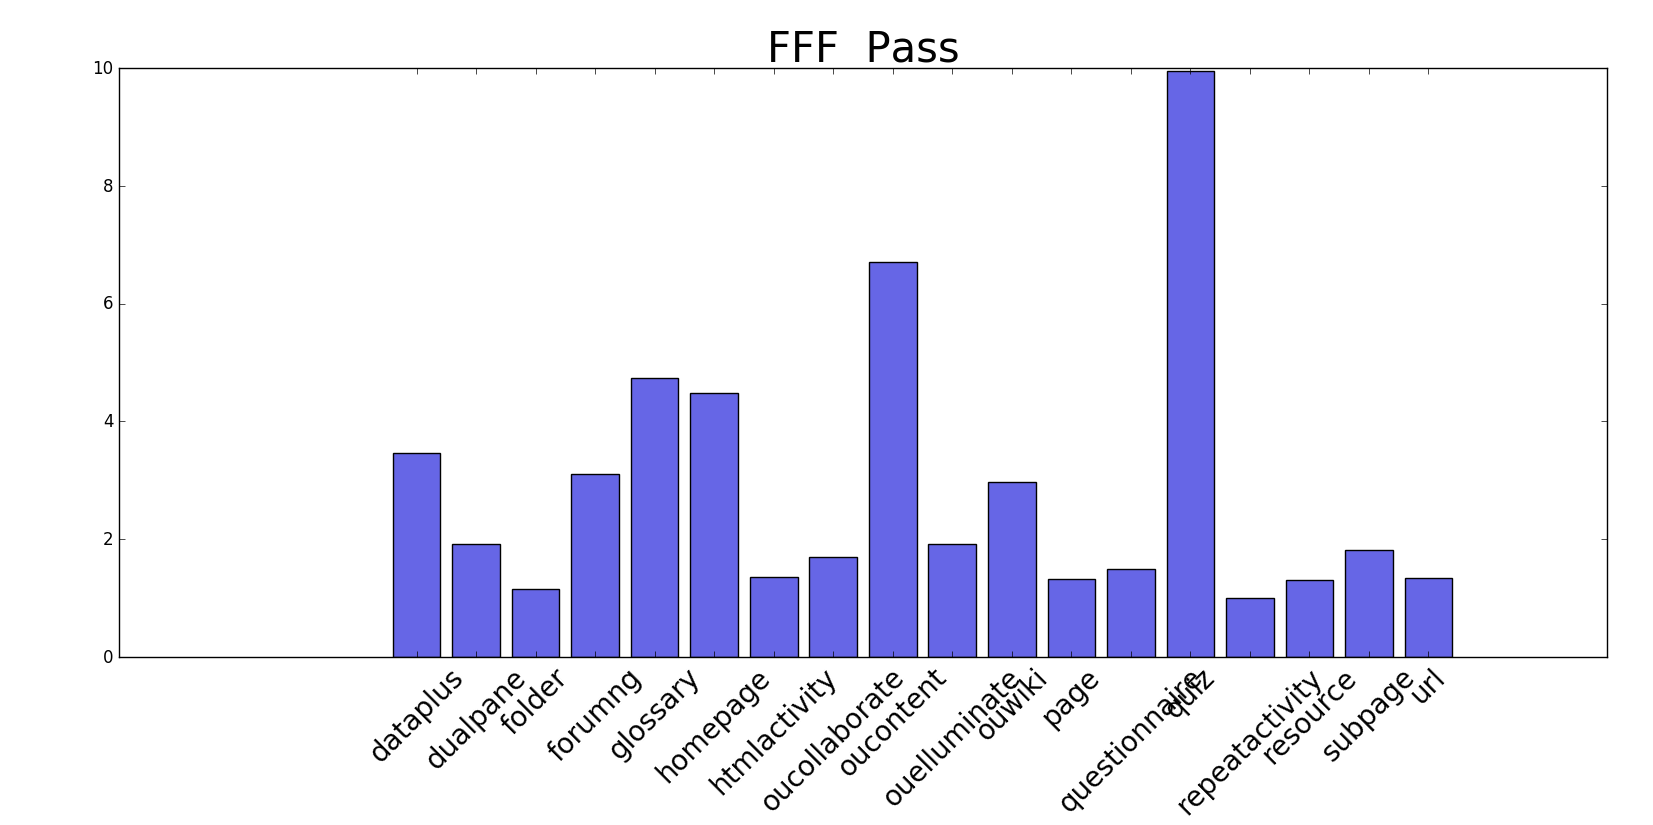 FFF Pass
10
8
6
4
2
0
dataplus
dualpane
folder
forumng
glossary
homepage
htmlactivity
oucollaborate
oucontent
ouelluminate
ouwiki
page
questionnaire
quiz
repeatactivity
resource
subpage
url